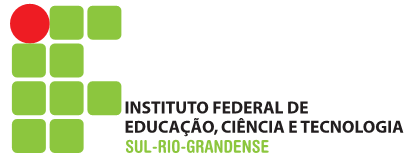 INSTITUTO FEDERAL DE
EDUCAÇÃO, CIÊNCIA E TECNOLOGIA
SUL-RIO-GRANDENSE